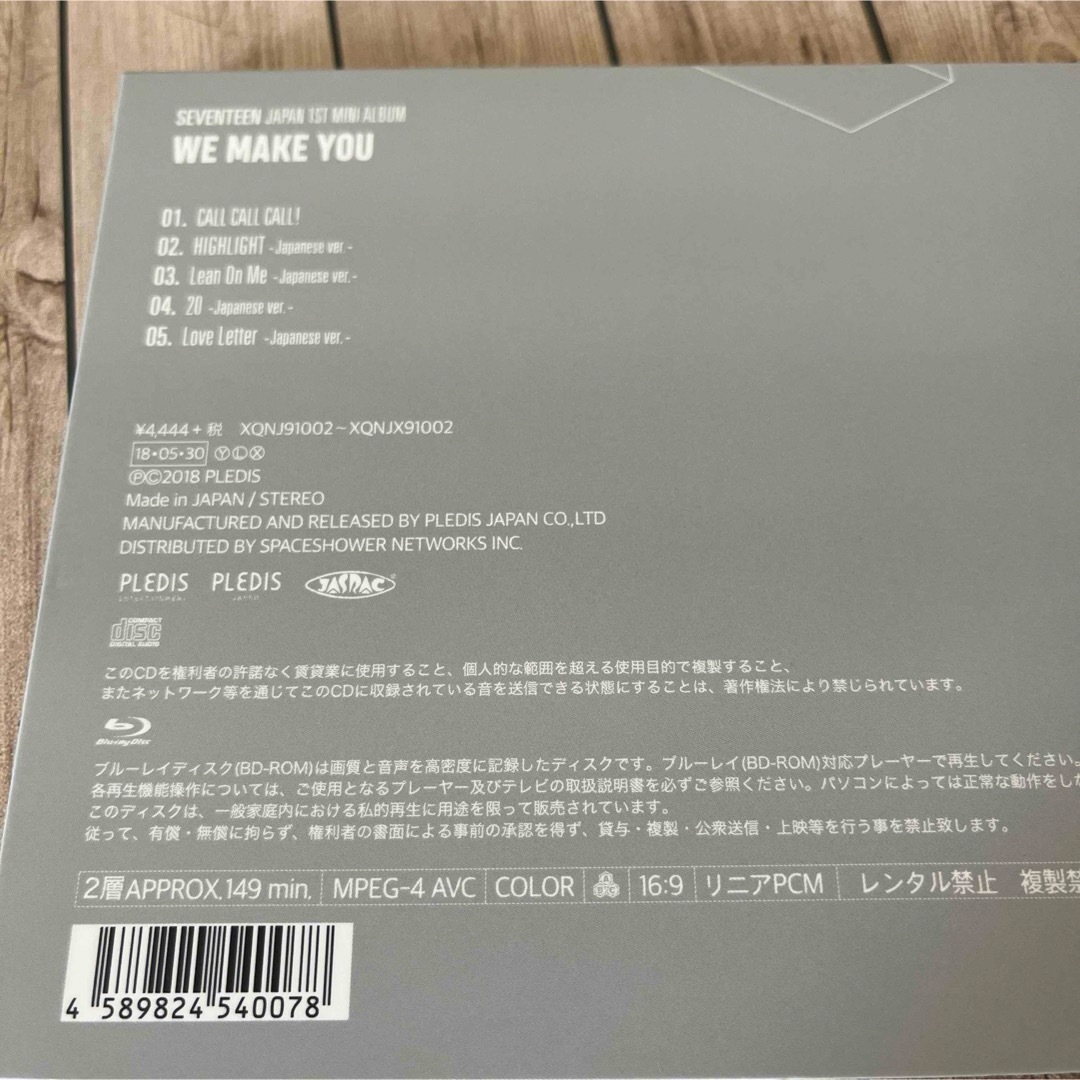 SEVENTEEN JAPAN 1ST MINI ALBUM
WE MAKE YOU
01. CALL CALL CALL!
02. HIGHLIGHT -Japanese ver.-
03. Lean On Me -Japanese ver.-
04. 20 -Japanese ver.-
05. Love Letter -Japanese ver.-
¥4,444+税 XQNJ91002~XQNJX91002
18・05・30 ⓎⓁⓍ
ⓅⒸ2018 PLEDIS
Made in JAPAN / STEREO
MANUFACTURED AND RELEASED BY PLEDIS JAPAN CO.,LTD
DISTRIBUTED BY SPACESHOWER NETWORKS INC.
PLEDIS PLEDIS JASRAC
COMPACT
disc
DIGITAL AUDIO
このCDを権利者の許諾なく賃貸業に使用すること、個人的な範囲を超える使用目的で複製すること、
またネットワーク等を通じてこのCDに収録されている音を送信できる状態にすることは、著作権法により禁じられています。
Blu-ray Disc
ブルーレイディスク(BD-ROM)は画質と音声を高密度に記録したディスクです。ブルーレイ(BD-ROM)対応プレーヤーで再生してください。
各再生機能操作については、ご使用となるプレーヤー及びテレビの取扱説明書を必ずご参照ください。パソコンによっては正常な動作をしな
このディスクは、一般家庭内における私的再生に用途を限って販売されています。
従って、有償・無償に拘らず、権利者の書面による事前の承認を得ず、貸与・複製・公衆送信・上映等を行う事を禁止致します。
2層APPROX.149 min. MPEG-4 AVC COLOR 16:9 リニアPCM レンタル禁止 複製禁
4 589824 540078